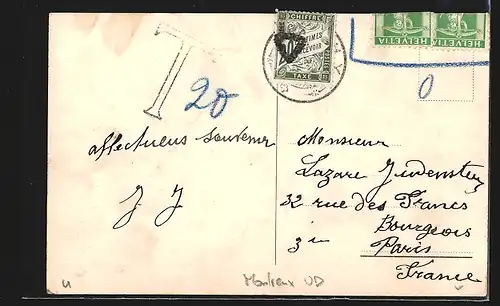 CHIFFRE
TAXE
HELVETIA HELVETIA
T
20
0
affectueux souvenir
J J
Monsieur
Lazare
32 rue des Francs
Bourgeois
3e
Paris
France
Montreux VD